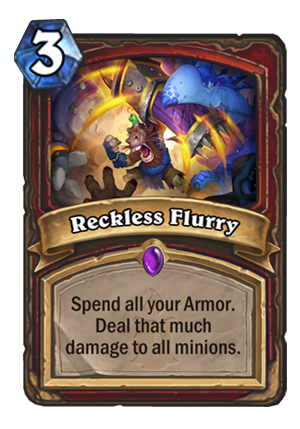 3
Reckless Flurry
Spend all your Armor.
Deal that much
damage to all minions.